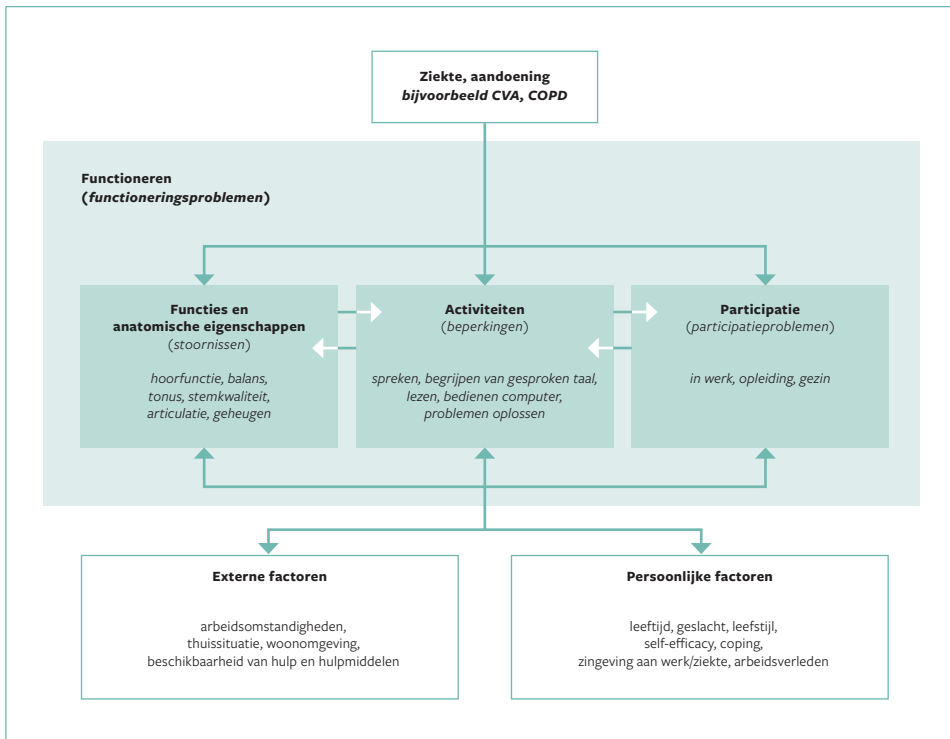 Ziekte, aandoening
bijvoorbeeld CVA, COPD
Functioneren
(functioneringsproblemen)
Functies en
anatomische eigenschappen
(stoornissen)
hoorfunctie, balans,
tonus, stemkwaliteit,
articulatie, geheugen
Activiteiten
(beperkingen)
spreken, begrijpen van gesproken taal,
lezen, bedienen computer,
problemen oplossen
Participatie
(participatieproblemen)
in werk, opleiding, gezin
Externe factoren
arbeidsomstandigheden,
thuissituatie, woonomgeving,
beschikbaarheid van hulp en hulpmiddelen
Persoonlijke factoren
leeftijd, geslacht, leefstijl,
self-efficacy, coping,
zingeving aan werk/ziekte, arbeidsverleden